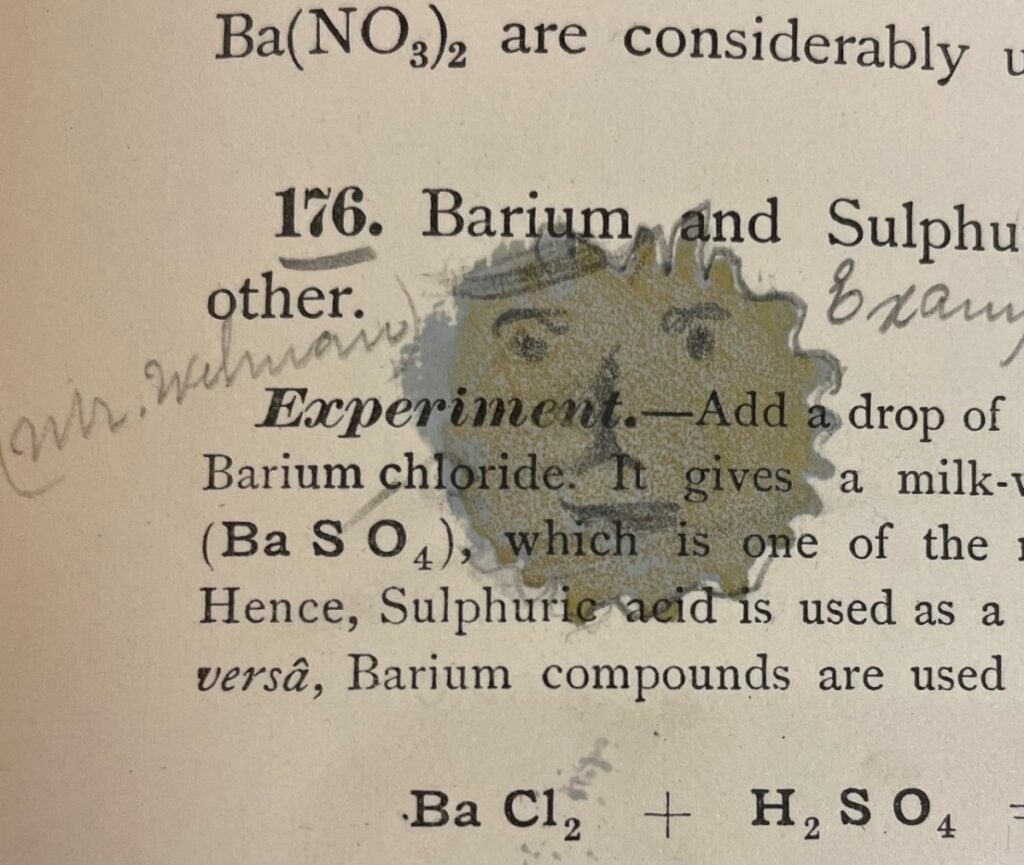 Ba(NO₃)₂ are considerably u
176. Barium and Sulphu
other.
Exam
(Mr. Welman)
Experiment.—Add a drop of
Barium chloride. It gives a milk-
(Ba S O₄), which is one of the
Hence, Sulphuric acid is used as a
versâ, Barium compounds are used
Ba Cl₂ + H₂ S O₄ =